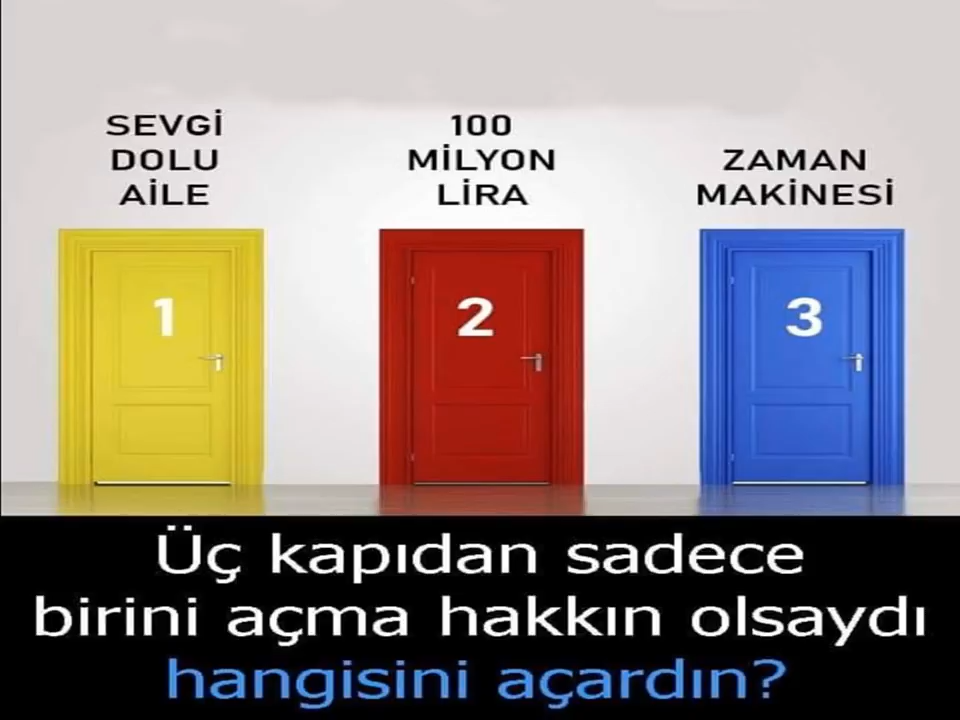 SEVGİ
DOLU
AİLE
100
MİLYON
LİRA
ZAMAN
MAKİNESİ
1
2
3
Üç kapıdan sadece
birini açma hakkın olsaydı
hangisini açardın?